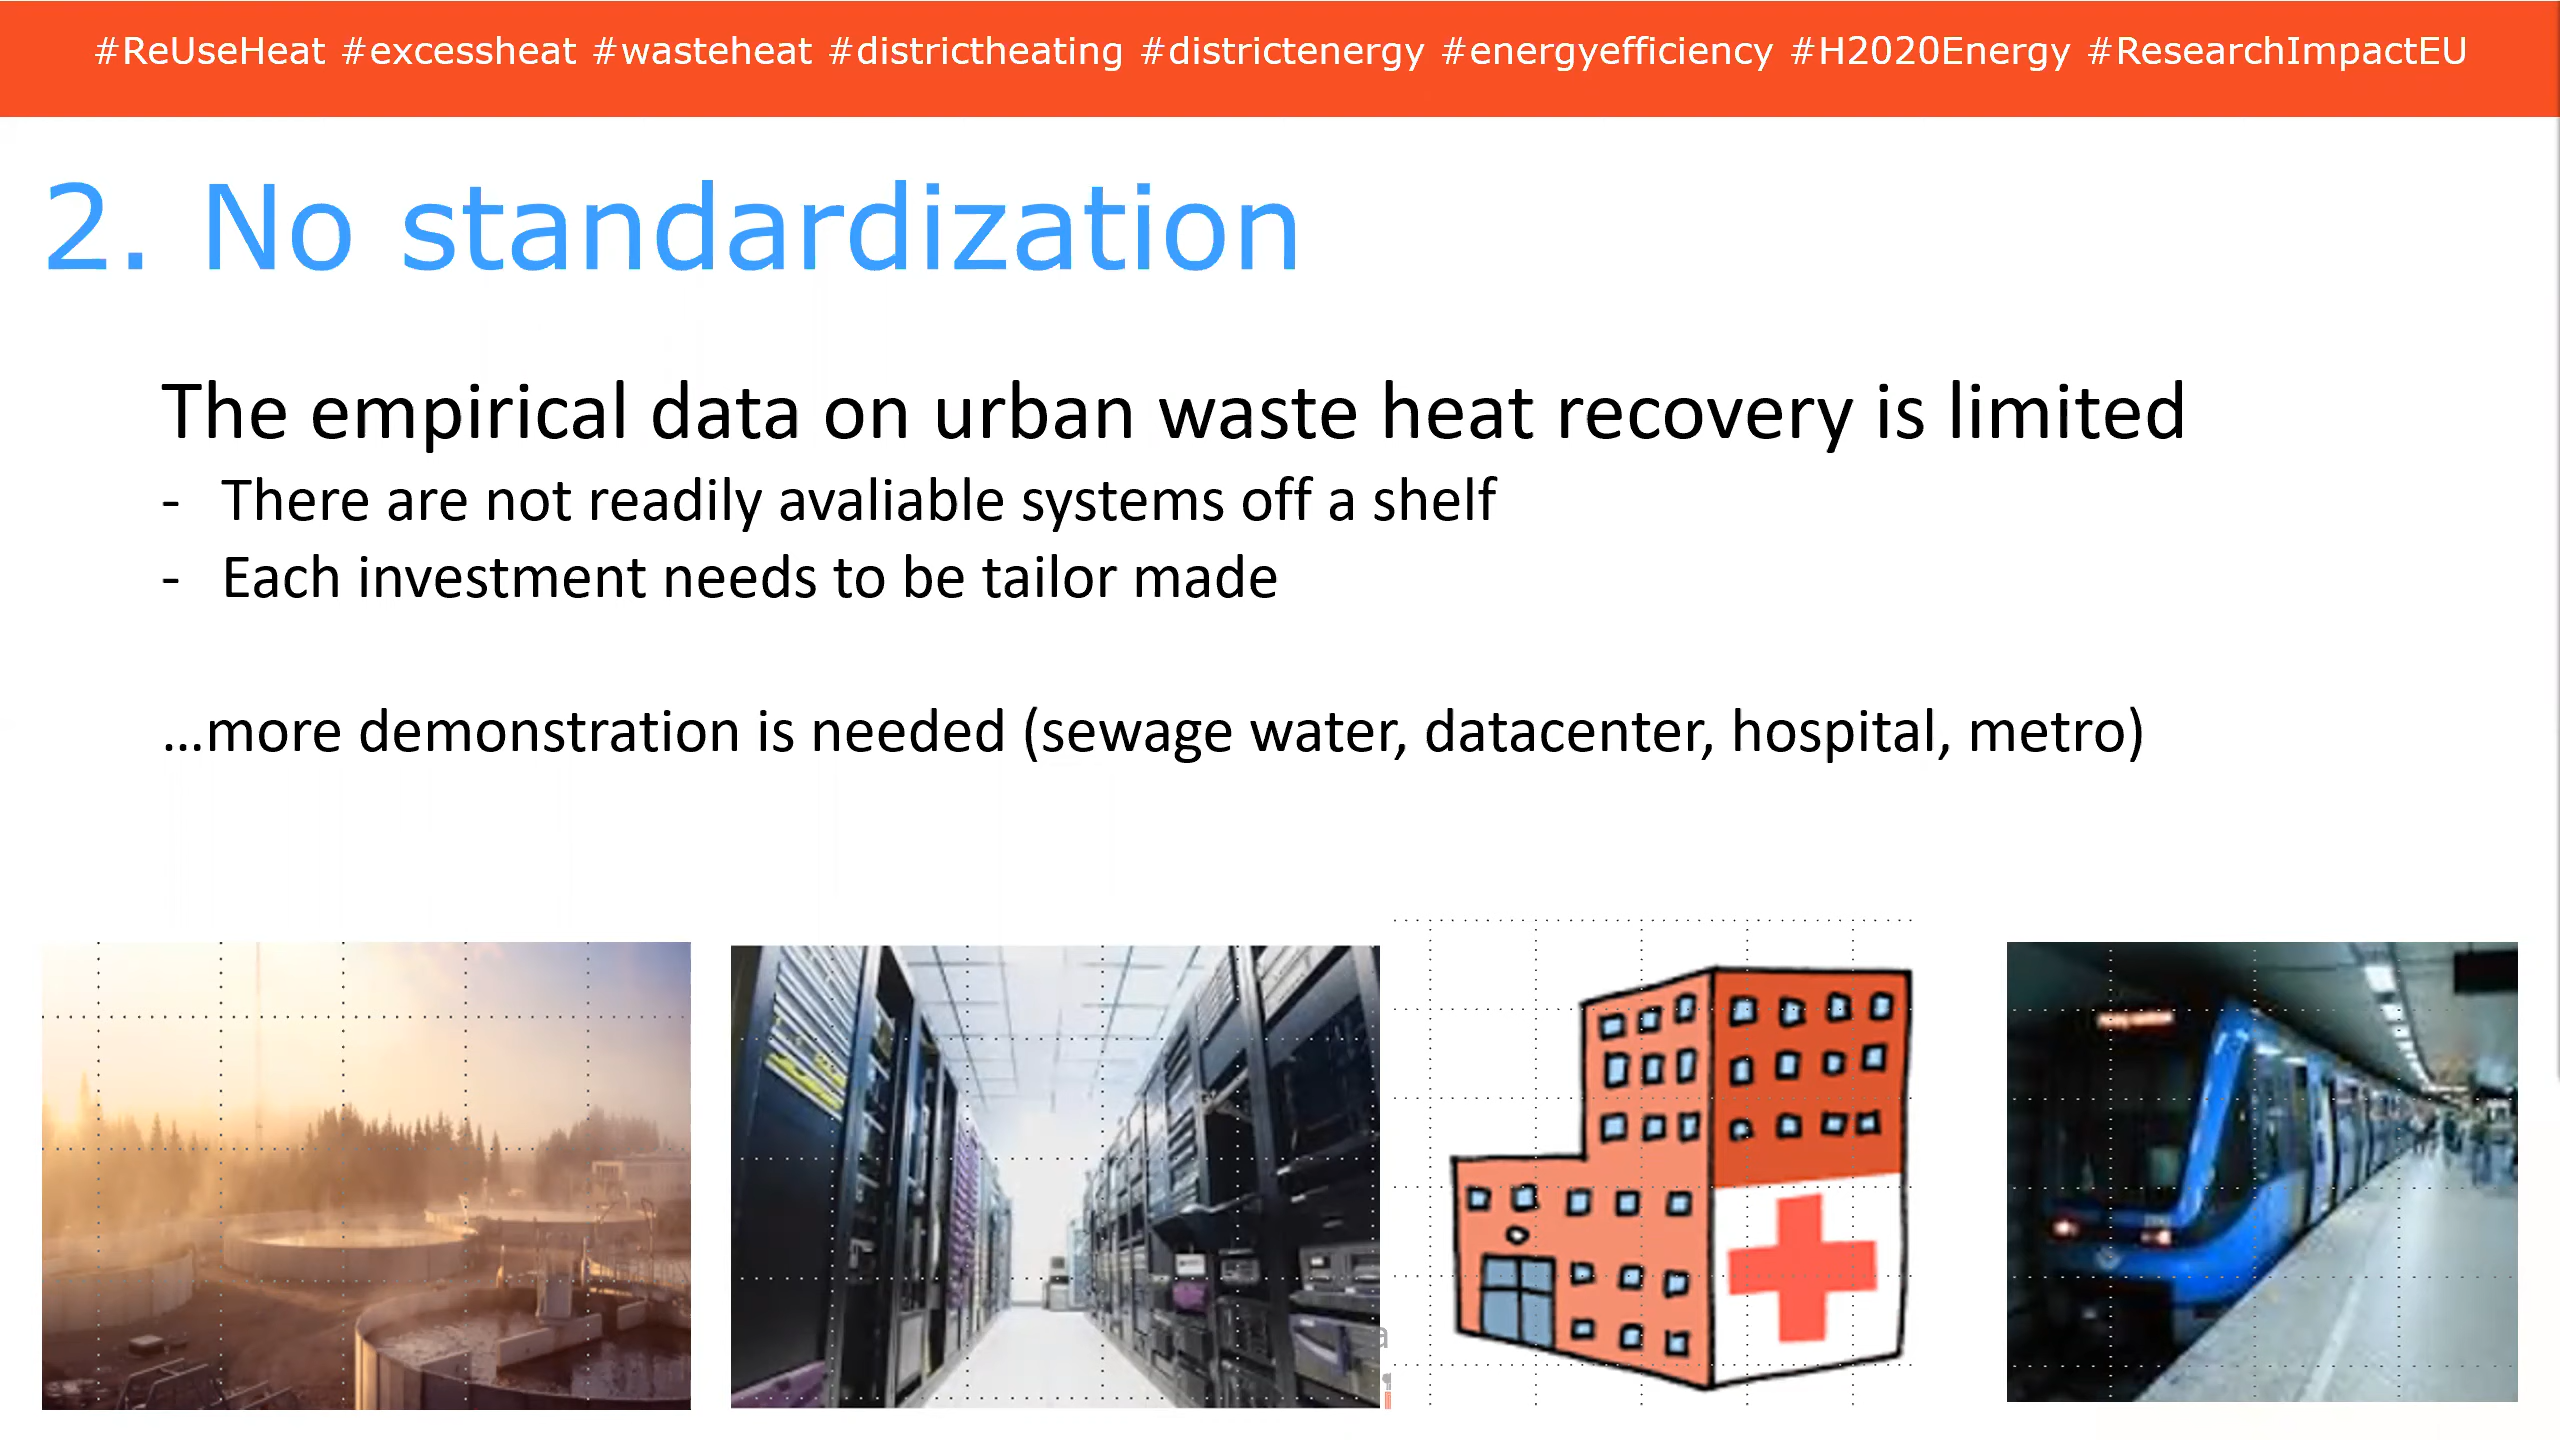 #ReUseHeat #excessheat #wasteheat #districtheating #districtenergy #energyefficiency #H2020Energy #ResearchImpactEU
2. No standardization
The empirical data on urban waste heat recovery is limited
- There are not readily avaliable systems off a shelf
- Each investment needs to be tailor made
...more demonstration is needed (sewage water, datacenter, hospital, metro)